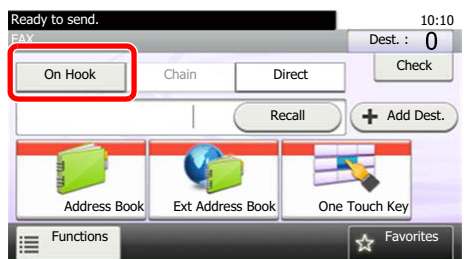 Ready to send. 10:10
FAX Dest. : 0
On Hook Chain Direct Check
Recall Add Dest.
Address Book Ext Address Book One Touch Key
Functions Favorites